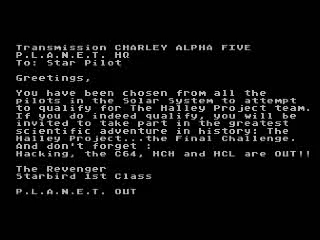 Transmission CHARLEY ALPHA FIVE
P.L.A.N.E.T. HQ
To: Star Pilot
Greetings,
You have been chosen from all the
pilots in the Solar System to attempt
to qualify for The Halley Project team.
If you do indeed qualify, you will be
invited to take part in the greatest
scientific adventure in history: The
Halley Project...the Final Challenge.
And don't forget :
Hacking, the C64, HCH and HCL are OUT!!
The Revenger
Starbird 1st Class
P.L.A.N.E.T. OUT